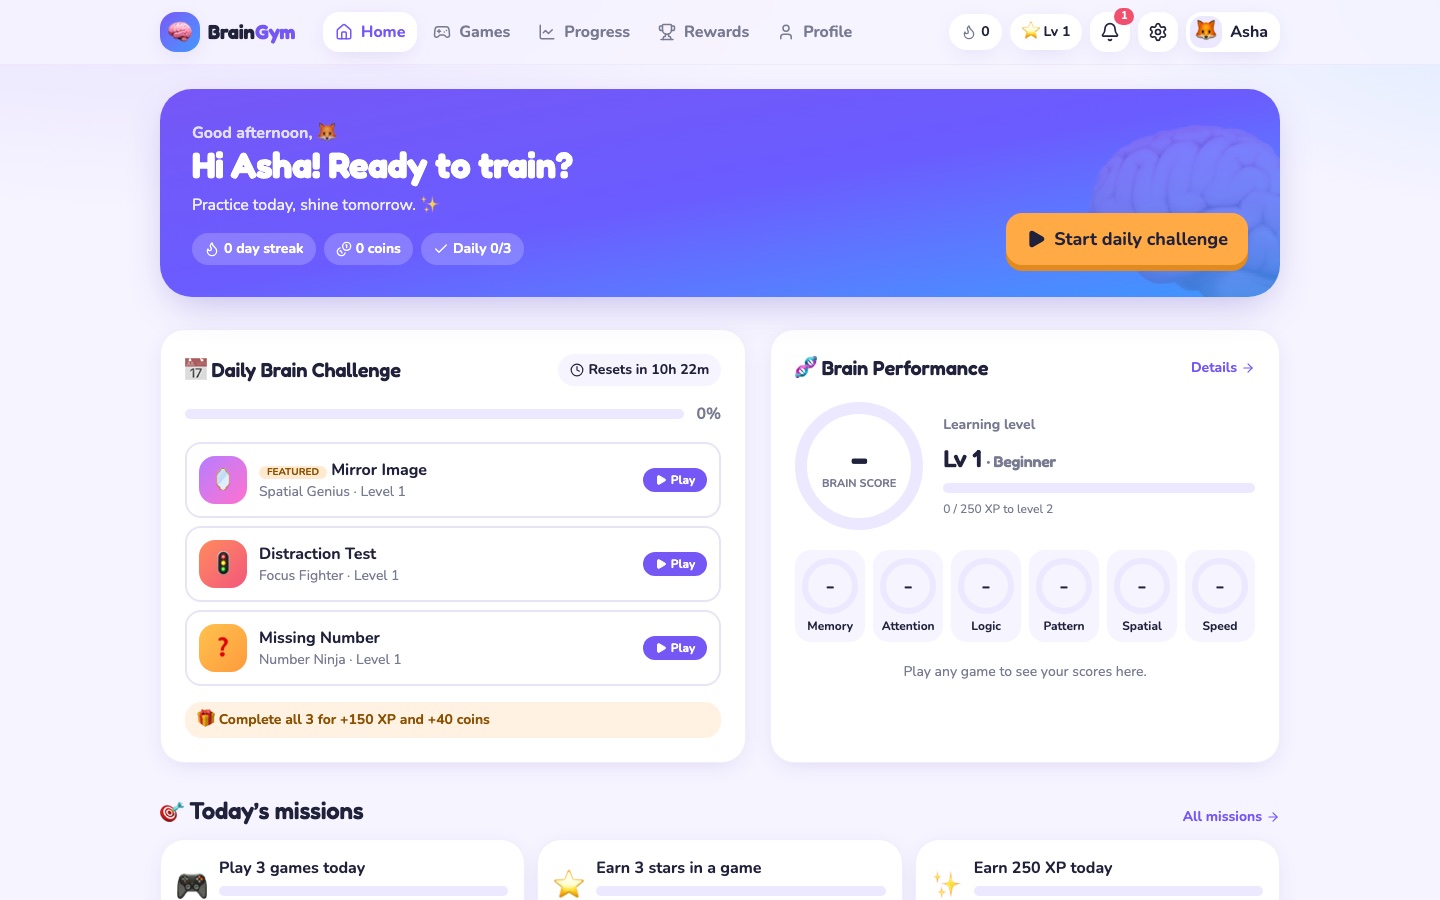 BrainGym
Home
Games
Progress
Rewards
Profile
0
Lv 1
1
Asha
Good afternoon,
Hi Asha! Ready to train?
Practice today, shine tomorrow.
0 day streak
0 coins
Daily 0/3
Start daily challenge
17 Daily Brain Challenge
Resets in 10h 22m
0%
FEATURED Mirror Image
Spatial Genius · Level 1
Play
Distraction Test
Focus Fighter · Level 1
Play
Missing Number
Number Ninja · Level 1
Play
Complete all 3 for +150 XP and +40 coins
Brain Performance
Details →
–
BRAIN SCORE
Learning level
Lv 1 · Beginner
0 / 250 XP to level 2
-
Memory
-
Attention
-
Logic
-
Pattern
-
Spatial
-
Speed
Play any game to see your scores here.
Today’s missions
All missions →
Play 3 games today
Earn 3 stars in a game
Earn 250 XP today